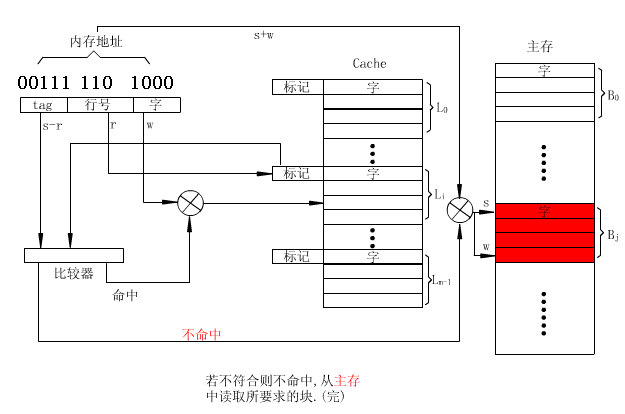 内存地址
s+w
主存
Cache
00111 110 1000
tag 行号 字
标记 字
L0
字
B0
s-r
r
w
标记 字
Li
s
字
Bj
w
标记 字
Lm-1
比较器
命中
不命中
若不符合则不命中,从主存
中读取所要求的块.(完)